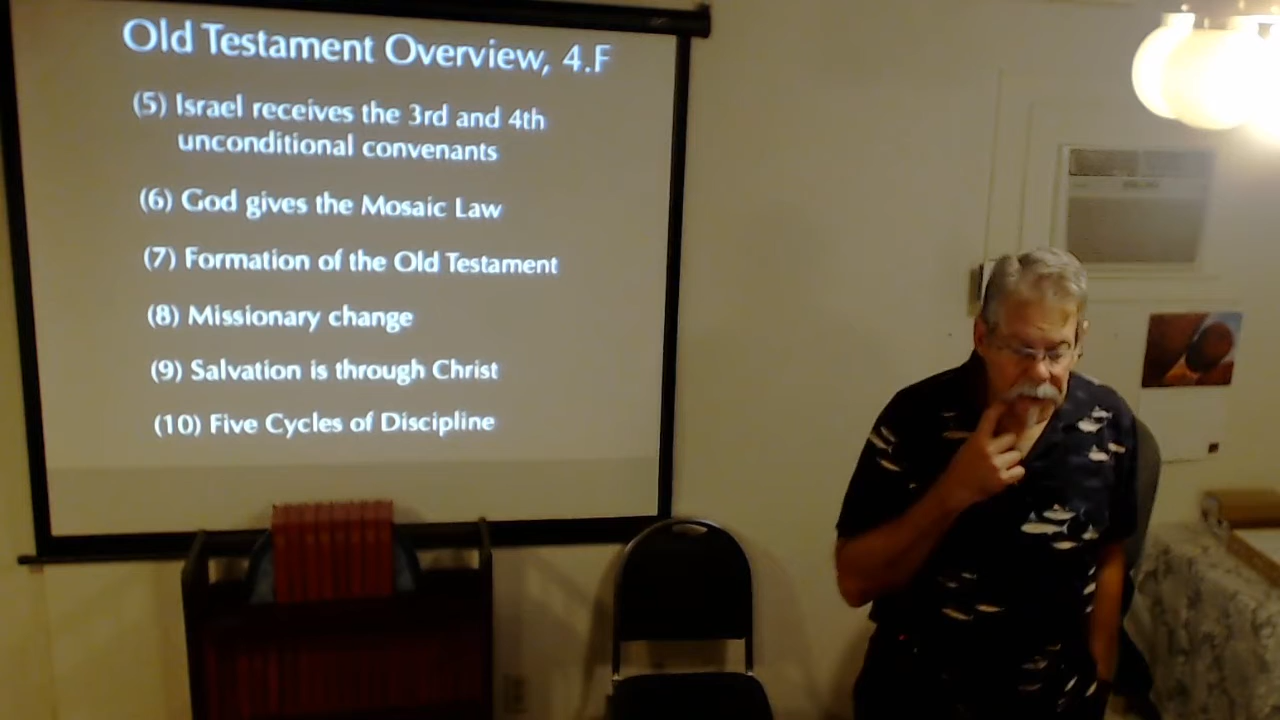 Old Testament Overview, 4.F
(5) Israel receives the 3rd and 4th
unconditional convenants
(6) God gives the Mosaic Law
(7) Formation of the Old Testament
(8) Missionary change
(9) Salvation is through Christ
(10) Five Cycles of Discipline